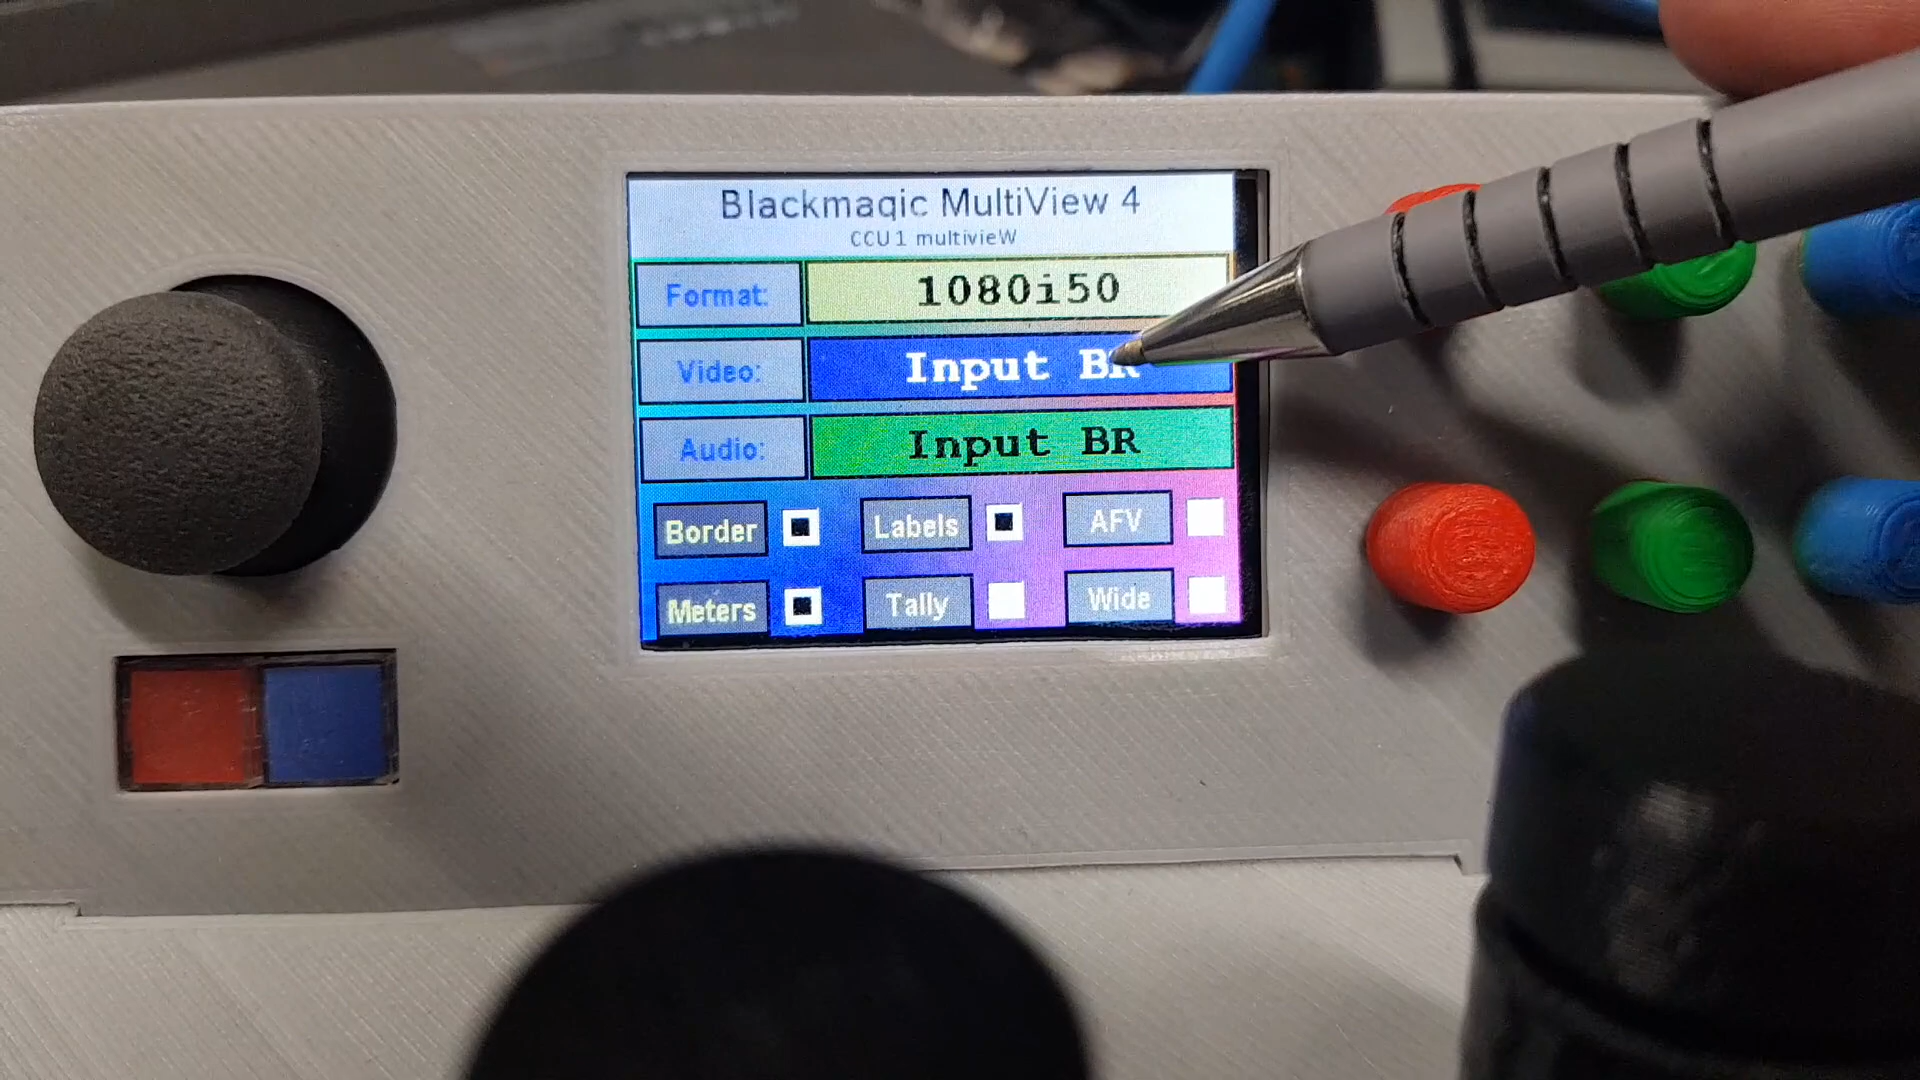 Blackmagic MultiView 4
CCU 1 multivieW
Format: 1080i50
Video: Input BR
Audio: Input BR
Border Labels AFV
Meters Tally Wide